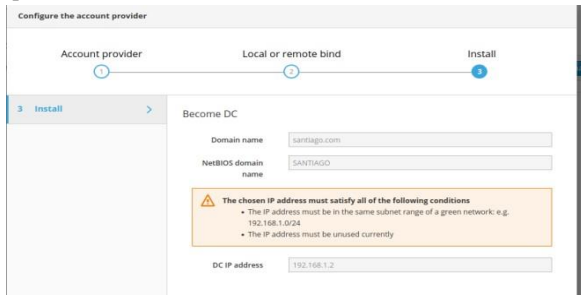 Configure the account provider
Account provider
Local or remote bind
Install
1
2
3
3 Install
Become DC
Domain name
santiago.com
NetBIOS domain
name
SANTIAGO
The chosen IP address must satisfy all of the following conditions
• The IP address must be in the same subnet range of a green network: e.g.
192.168.1.0/24
• The IP address must be unused currently
DC IP address
192.168.1.2